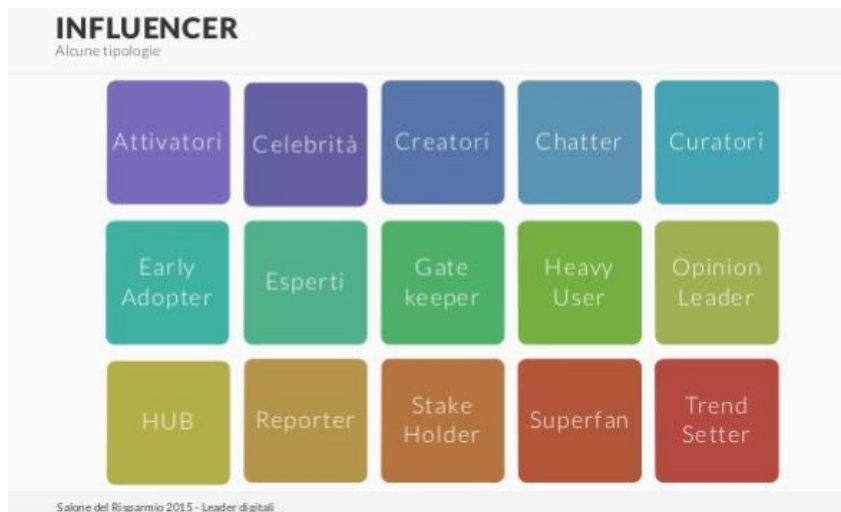 INFLUENCER
Alcune tipologie
Attivatori
Celebrità
Creatori
Chatter
Curatori
Early
Adopter
Esperti
Gate
keeper
Heavy
User
Opinion
Leader
HUB
Reporter
Stake
Holder
Superfan
Trend
Setter
Salone del Risparmio 2015 - Leader digitali